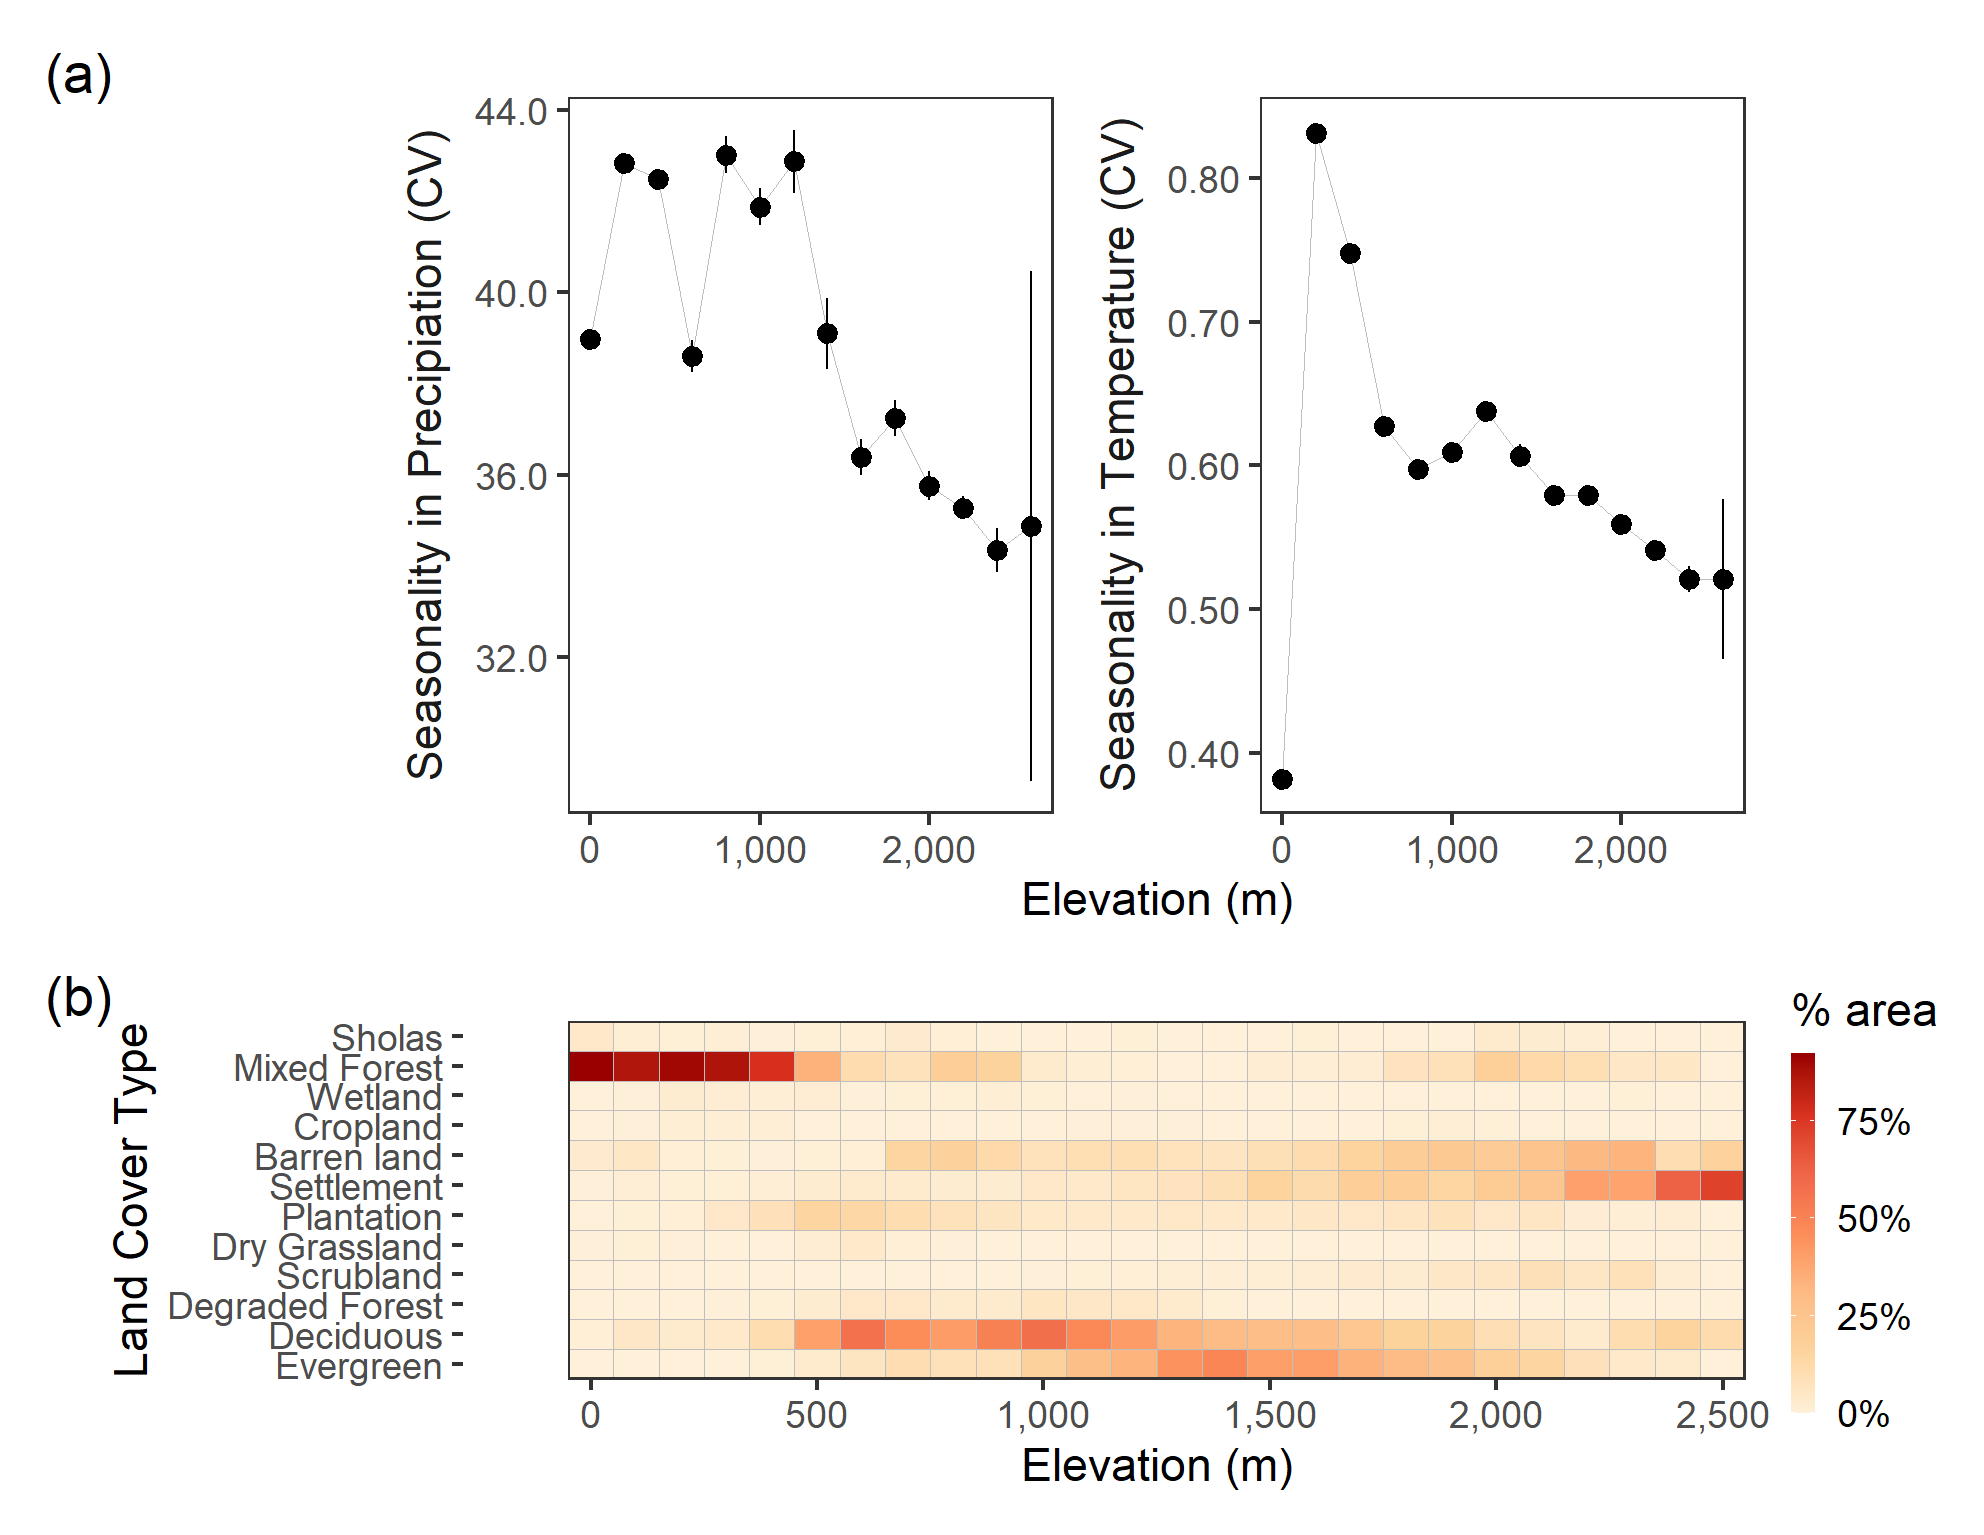 (a)
Seasonality in Precipiation (CV)
44.0
40.0
36.0
32.0
0
1,000
2,000
Seasonality in Temperature (CV)
0.80
0.70
0.60
0.50
0.40
0
1,000
2,000
Elevation (m)
(b)
Land Cover Type
Sholas
Mixed Forest
Wetland
Cropland
Barren land
Settlement
Plantation
Dry Grassland
Scrubland
Degraded Forest
Deciduous
Evergreen
0
500
1,000
1,500
2,000
2,500
Elevation (m)
% area
75%
50%
25%
0%